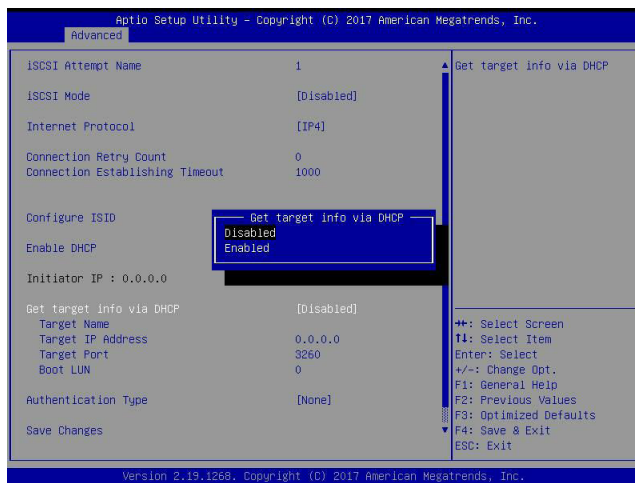 Aptio Setup Utility – Copyright (C) 2017 American Megatrends, Inc.
Advanced
iSCSI Attempt Name 1
iSCSI Mode [Disabled]
Internet Protocol [IP4]
Connection Retry Count 0
Connection Establishing Timeout 1000
Configure ISID
Enable DHCP
Initiator IP : 0.0.0.0
Get target info via DHCP [Disabled]
Target Name
Target IP Address 0.0.0.0
Target Port 3260
Boot LUN 0
Authentication Type [None]
Save Changes
Get target info via DHCP
Disabled
Enabled
Get target info via DHCP
→←: Select Screen
↑↓: Select Item
Enter: Select
+/-: Change Opt.
F1: General Help
F2: Previous Values
F3: Optimized Defaults
F4: Save & Exit
ESC: Exit
Version 2.19.1268. Copyright (C) 2017 American Megatrends, Inc.